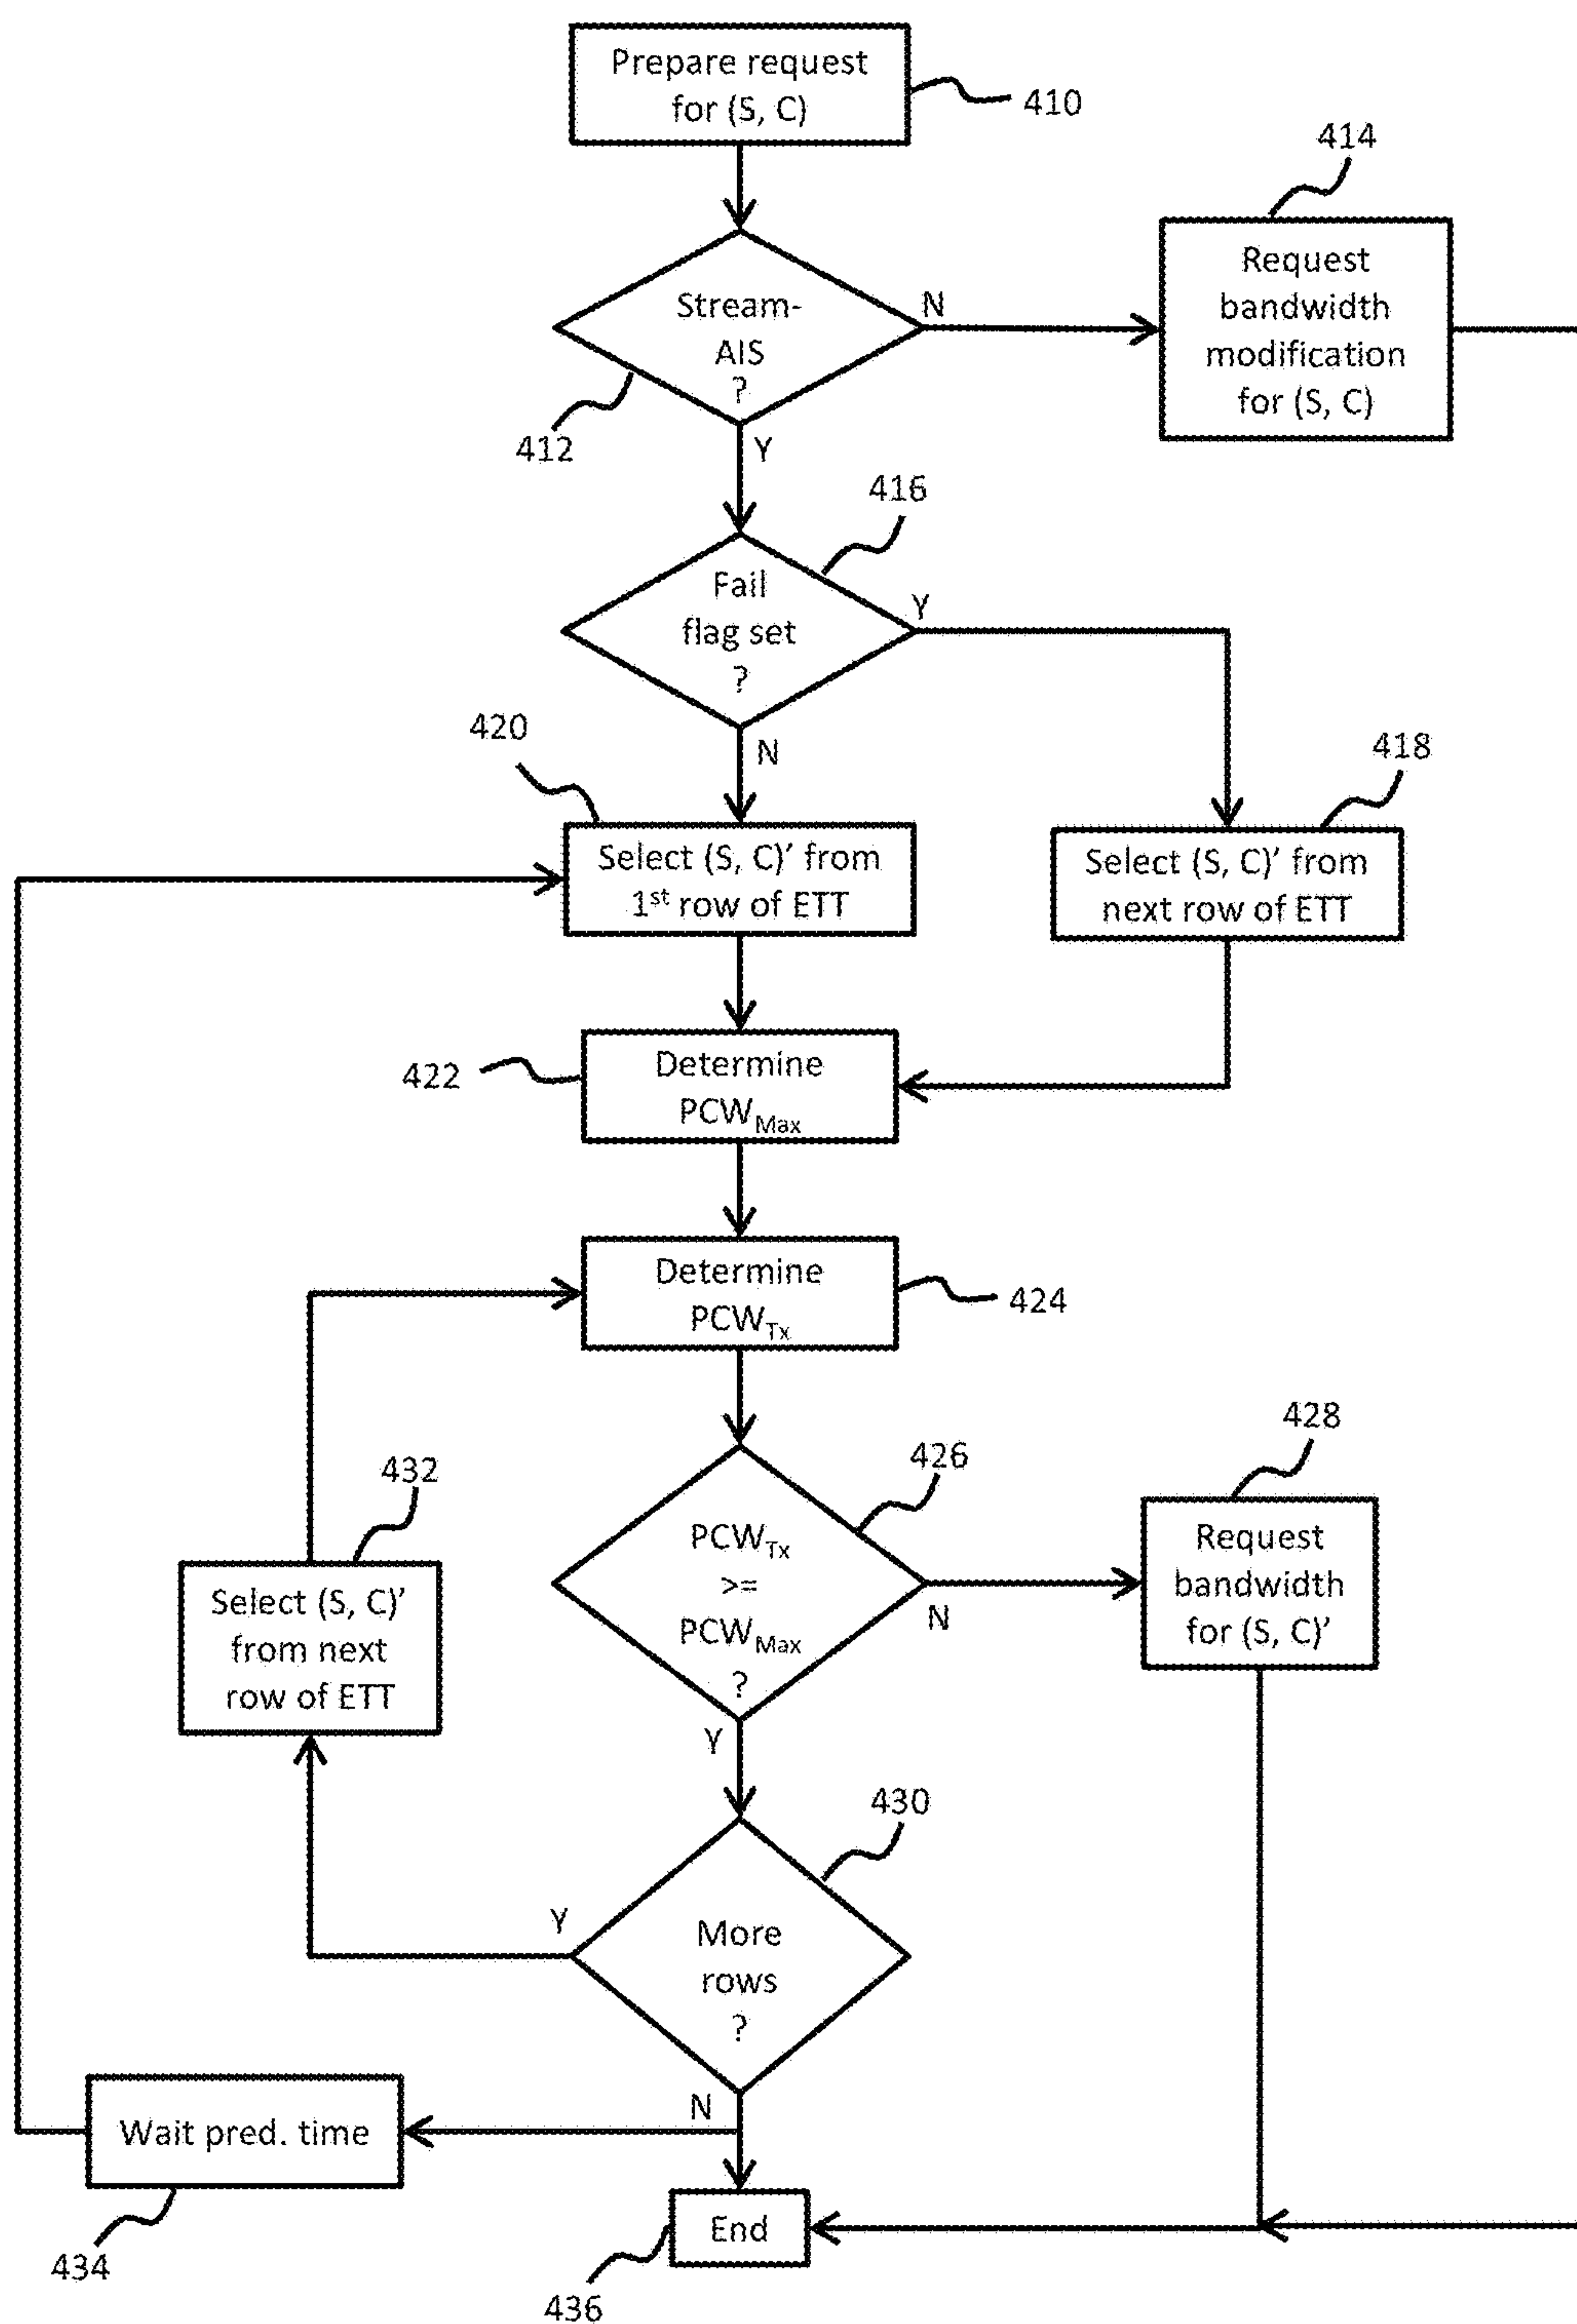 Prepare request
for (S, C)
410
414
Request
bandwidth
modification
for (S, C)
Stream-
AIS
?
N
412
Y
416
Fail
flag set
?
Y
N
420
418
Select (S, C)’ from
1st row of ETT
Select (S, C)’ from
next row of ETT
422
Determine
PCWMax
Determine
PCWTx
424
426
428
432
PCWTx
>=
PCWMax
?
N
Request
bandwidth
for (S, C)’
Select (S, C)’
from next
row of ETT
Y
430
Y
More
rows
?
N
Wait pred. time
434
End
436